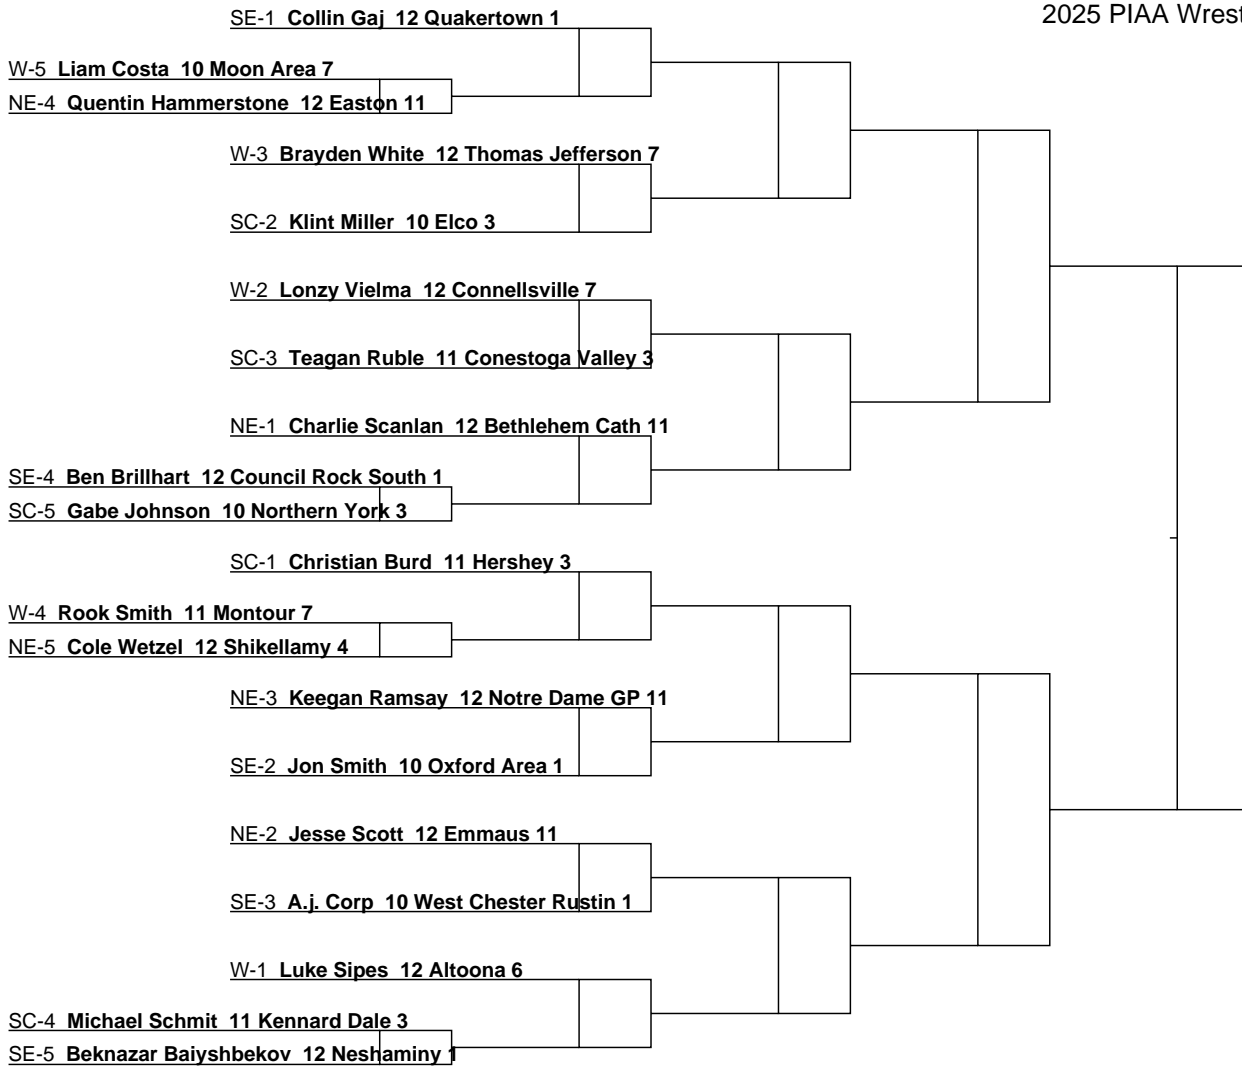 SE-1 Collin Gaj 12 Quakertown 1
2025 PIAA Wrest
W-5 Liam Costa 10 Moon Area 7
NE-4 Quentin Hammerstone 12 Easton 11
W-3 Brayden White 12 Thomas Jefferson 7
SC-2 Klint Miller 10 Elco 3
W-2 Lonzy Vielma 12 Connellsville 7
SC-3 Teagan Ruble 11 Conestoga Valley 3
NE-1 Charlie Scanlan 12 Bethlehem Cath 11
SE-4 Ben Brillhart 12 Council Rock South 1
SC-5 Gabe Johnson 10 Northern York 3
SC-1 Christian Burd 11 Hershey 3
W-4 Rook Smith 11 Montour 7
NE-5 Cole Wetzel 12 Shikellamy 4
NE-3 Keegan Ramsay 12 Notre Dame GP 11
SE-2 Jon Smith 10 Oxford Area 1
NE-2 Jesse Scott 12 Emmaus 11
SE-3 A.j. Corp 10 West Chester Rustin 1
W-1 Luke Sipes 12 Altoona 6
SC-4 Michael Schmit 11 Kennard Dale 3
SE-5 Beknazar Baiyshbekov 12 Neshaminy 1